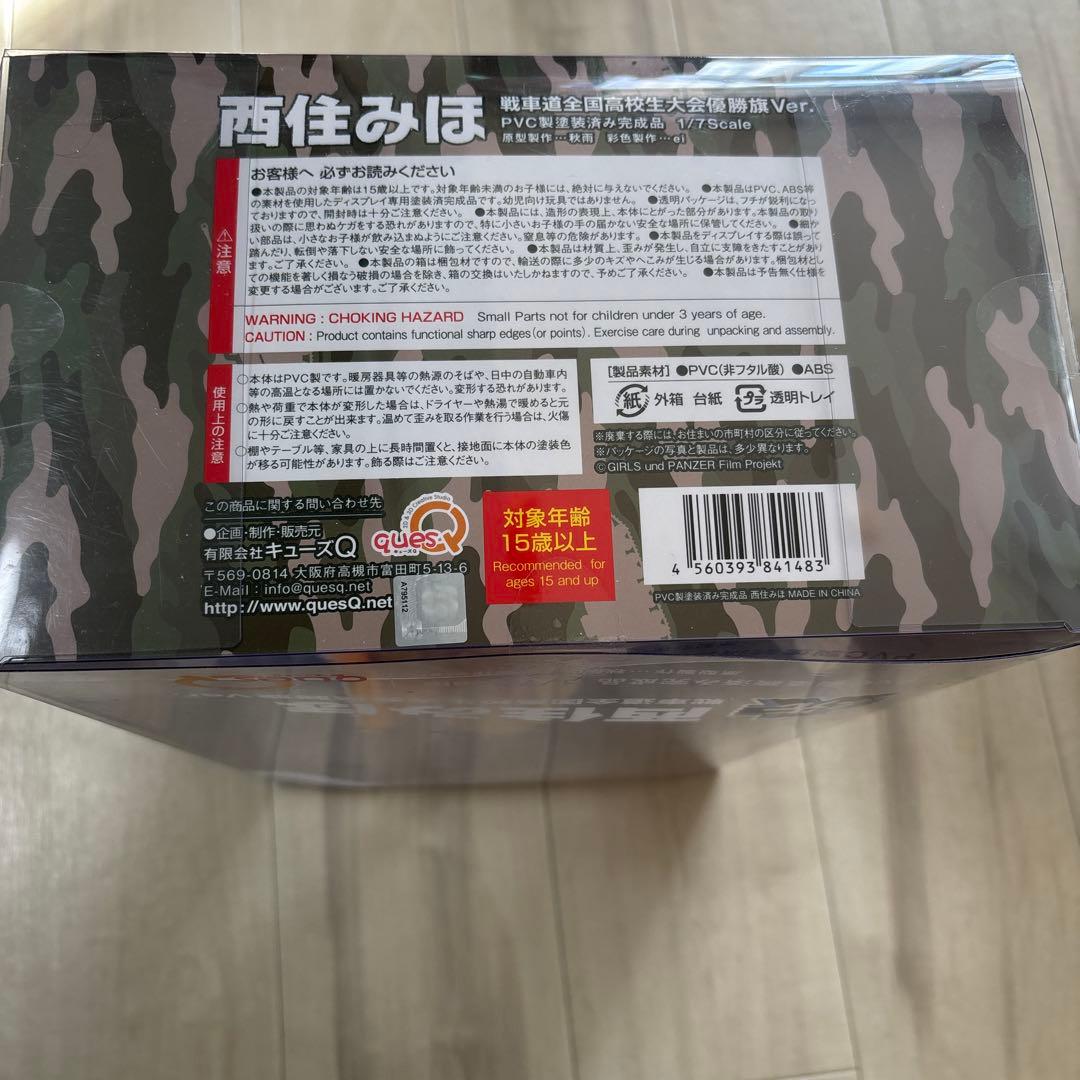 西住みほ
戦車道全国高校生大会優勝旗Ver.
PVC製塗装済み完成品 1/7Scale
原型製作…秋雨 彩色製作…ei
⚠注意
お客様へ 必ずお読みください
●本製品の対象年齢は15歳以上です。対象年齢未満のお子様には、絶対に与えないでください。 ●本製品はPVC、ABS等
の素材を使用したディスプレイ専用塗装済完成品です。幼児向け玩具ではありません。 ●透明パッケージは、フチが鋭利になっ
ておりますので、開封時は十分ご注意ください。 ●本製品には、造形の表現上、本体にとがった部分があります。本製品の取り
扱いの際に思わぬケガをする恐れがありますので、特に小さいお子様の手の届かない安全な場所に保管してください。 ●細か
い部品は、小さなお子様が飲み込まぬようにご注意ください。窒息等の危険があります。 ●本製品をディスプレイする際は誤って
踏んだり、転倒や落下しない安全な場所に飾ってください。 ●本製品は材質上、歪みが発生し、自立に支障をきたすことがあり
ます。ご了承ください。 ●本製品の箱は梱包材ですので、輸送の際に多少のキズやへこみが生じる場合があります。梱包材とし
ての機能を著しく損なう破損の場合を除き、箱の交換はいたしかねますので、予めご了承ください。 ●本製品は予告無く仕様を
変更する場合がございます。ご了承ください。
WARNING : CHOKING HAZARD Small Parts not for children under 3 years of age.
CAUTION : Product contains functional sharp edges(or points). Exercise care during unpacking and assembly.
使用上の注意
○本体はPVC製です。暖房器具等の熱源のそばや、日中の自動車内
等の高温となる場所には置かないでください。変形する恐れがあります。
○熱や荷重で本体が変形した場合は、ドライヤーや熱湯で暖めると元
の形に戻すことが出来ます。温めて歪みを取る作業を行う場合は、火傷
に十分ご注意ください。
○棚やテーブル等、家具の上に長時間置くと、接地面に本体の塗装色
が移る可能性があります。飾る際はご注意ください。
【製品素材】 ●PVC(非フタル酸) ●ABS
紙 外箱 台紙 プラ 透明トレイ
※廃棄する際には、お住まいの市町村の区分に従ってください。
※パッケージの写真と製品は、多少異なります。
©GIRLS und PANZER Film Projekt
この商品に関する問い合わせ先
●企画・制作・販売元
有限会社キューズQ
〒569-0814 大阪府高槻市富田町5-13-6
E-Mail : info@quesq.net
http://www.quesQ.net
2D & 3D Creative Studio
quesQ
キューズQ
A795112
対象年齢
15歳以上
Recommended for
ages 15 and up
4 560393 841483
PVC製塗装済み完成品 西住みほ MADE IN CHINA